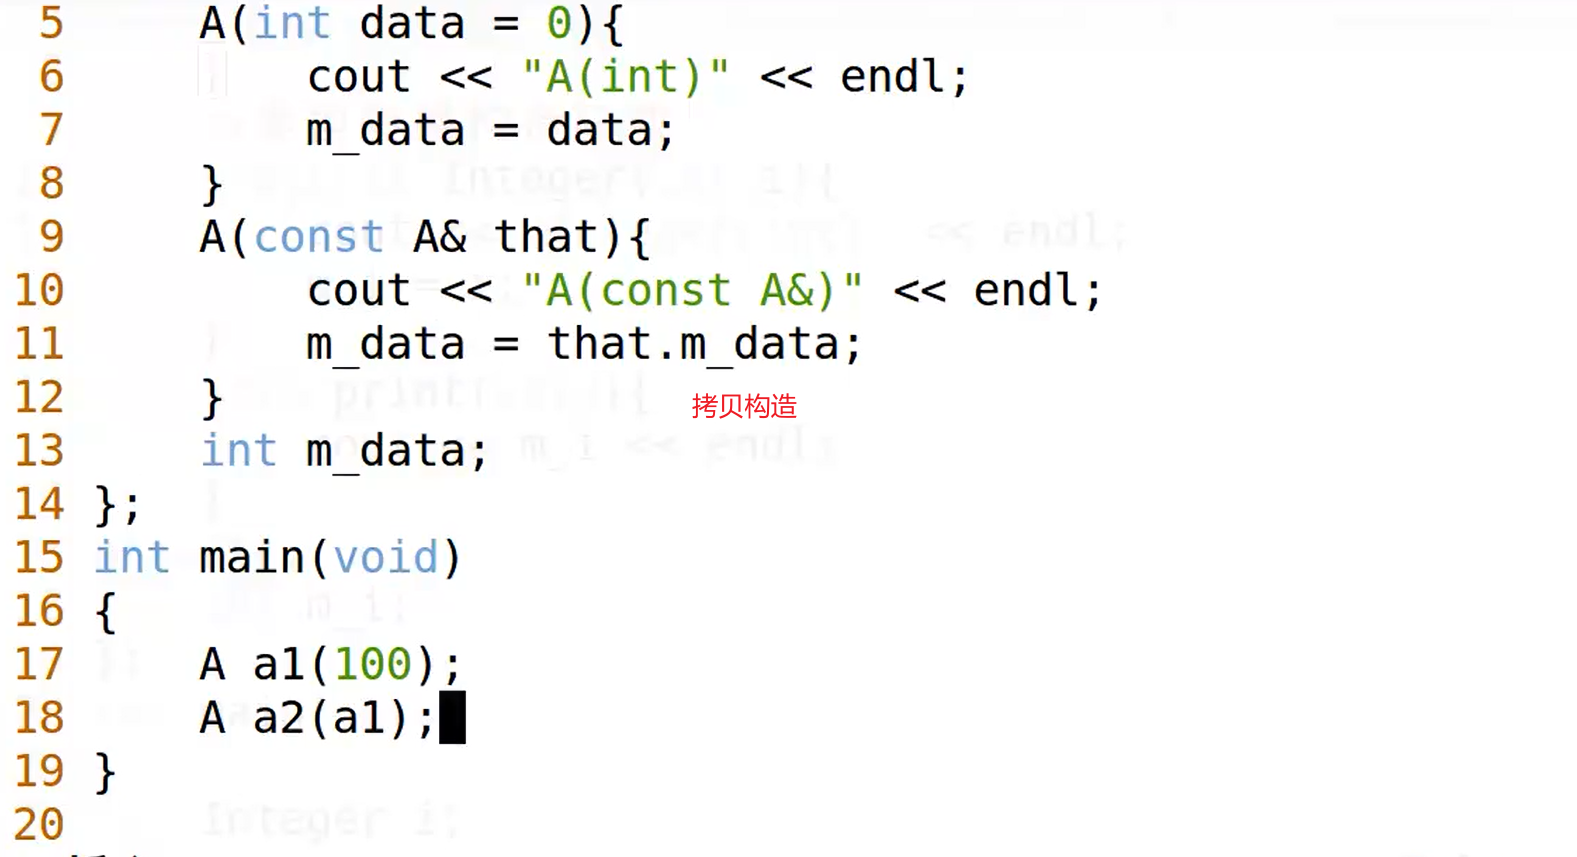 5 A(int data = 0){
6 cout << "A(int)" << endl;
7 m_data = data;
8 }
9 A(const A& that){
10 cout << "A(const A&)" << endl;
11 m_data = that.m_data;
12 }
拷贝构造
13 int m_data;
14 };
15 int main(void)
16 {
17 A a1(100);
18 A a2(a1);
19 }
20